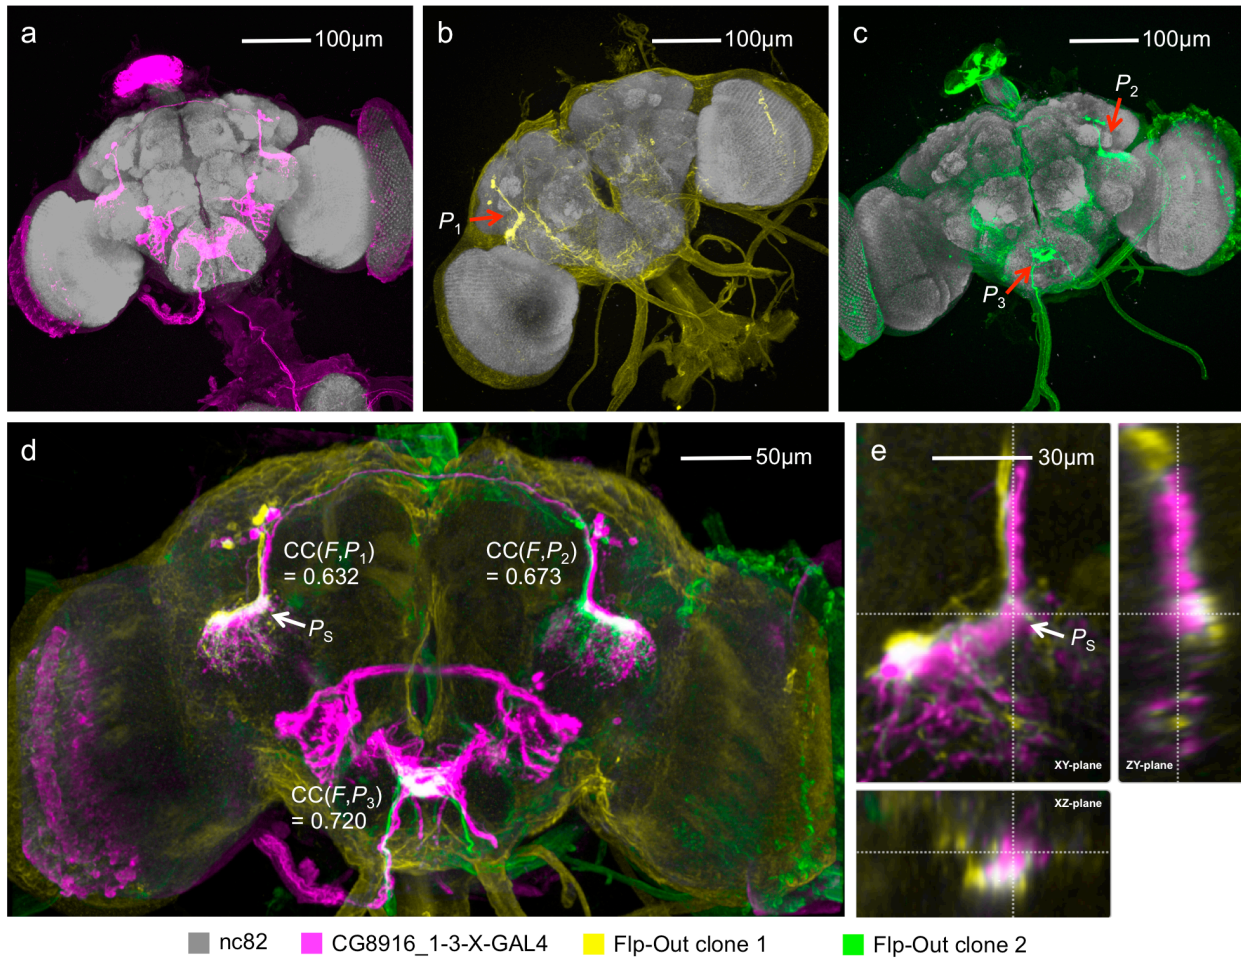 a
100µm
b
100µm
P1
c
100µm
P2
P3
d
50µm
CC(F,P1)
= 0.632
CC(F,P2)
= 0.673
PS
CC(F,P3)
= 0.720
e
30µm
PS
XY-plane
ZY-plane
XZ-plane
nc82
CG8916_1-3-X-GAL4
Flp-Out clone 1
Flp-Out clone 2